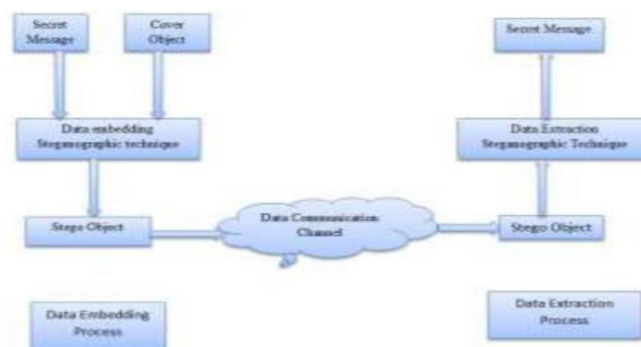 Secret
Message
Cover
Object
Secret Message
Data embedding
Steganographic technique
Data Extraction
Steganographic Technique
Stego Object
Data Communication
Channel
Stego Object
Data Embedding
Process
Data Extraction
Process